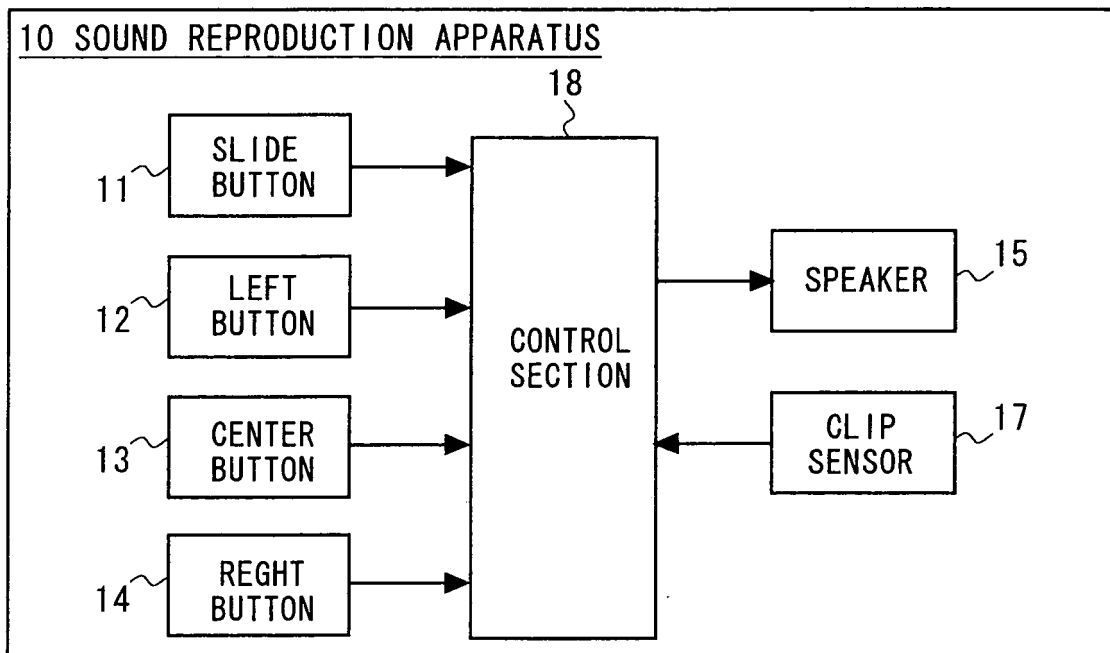 10 SOUND REPRODUCTION APPARATUS
18
SLIDE
BUTTON
11
LEFT
BUTTON
12
CENTER
BUTTON
13
REGHT
BUTTON
14
CONTROL
SECTION
SPEAKER
15
CLIP
SENSOR
17